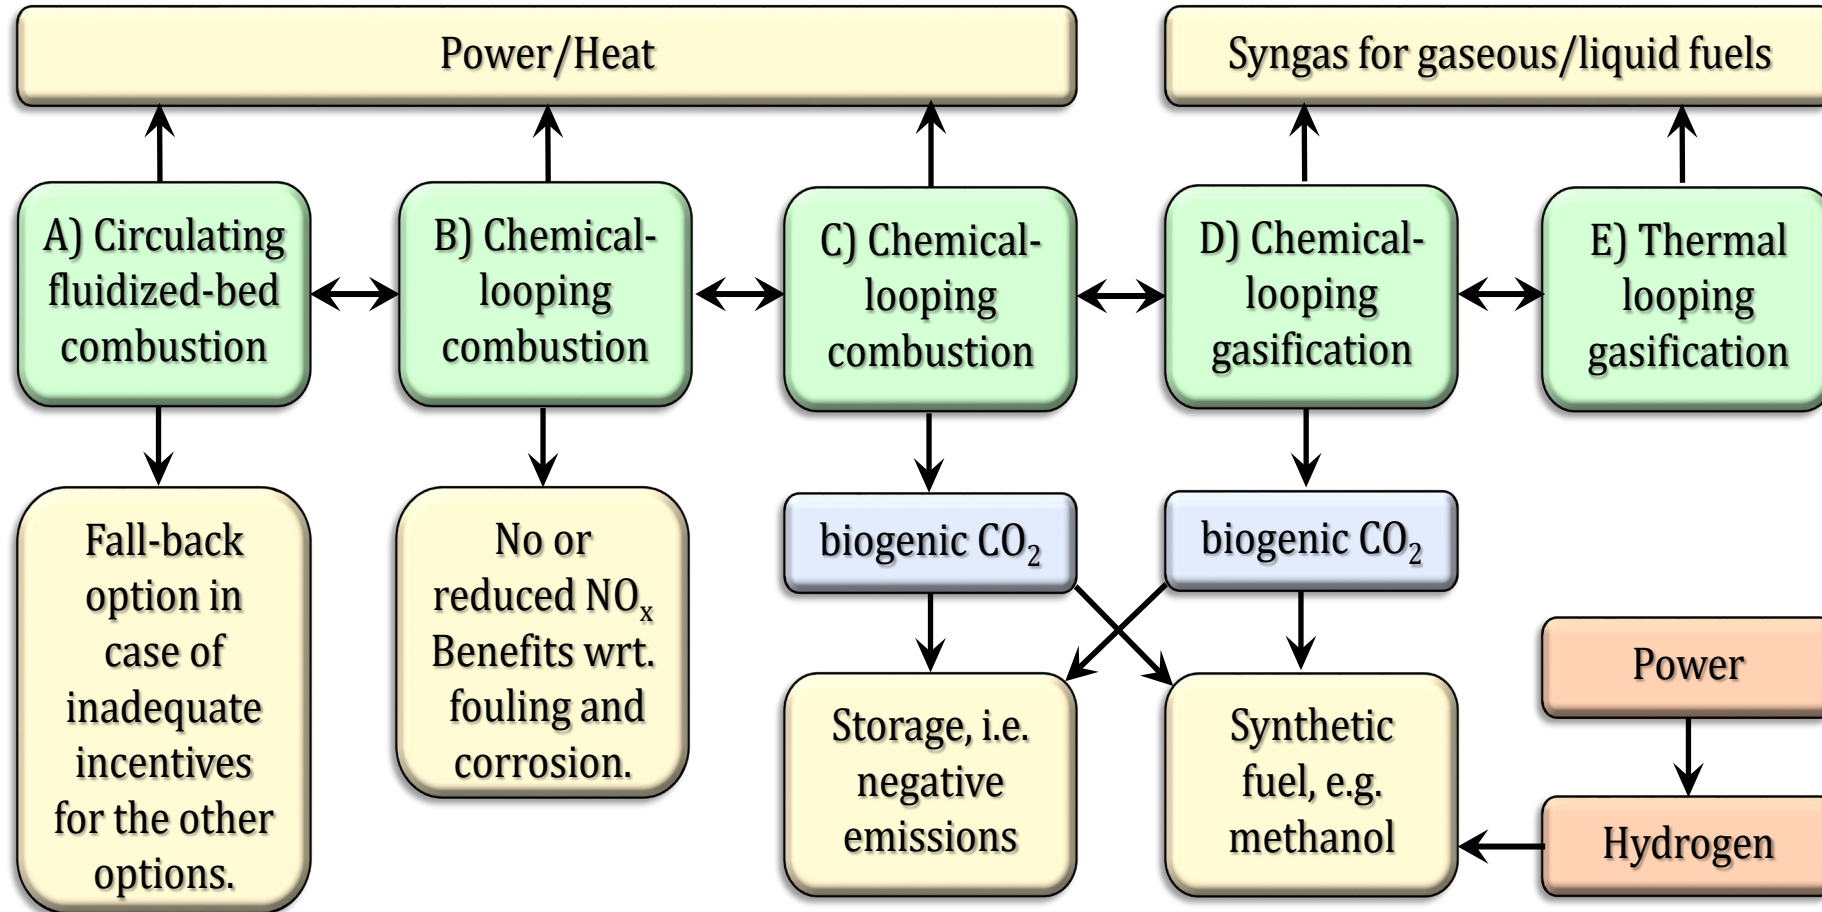 Power/Heat
Syngas for gaseous/liquid fuels
A) Circulating
fluidized-bed
combustion
B) Chemical-
looping
combustion
C) Chemical-
looping
combustion
D) Chemical-
looping
gasification
E) Thermal
looping
gasification
Fall-back
option in
case of
inadequate
incentives
for the other
options.
No or
reduced NOₓ
Benefits wrt.
fouling and
corrosion.
biogenic CO₂
biogenic CO₂
Storage, i.e.
negative
emissions
Synthetic
fuel, e.g.
methanol
Power
Hydrogen